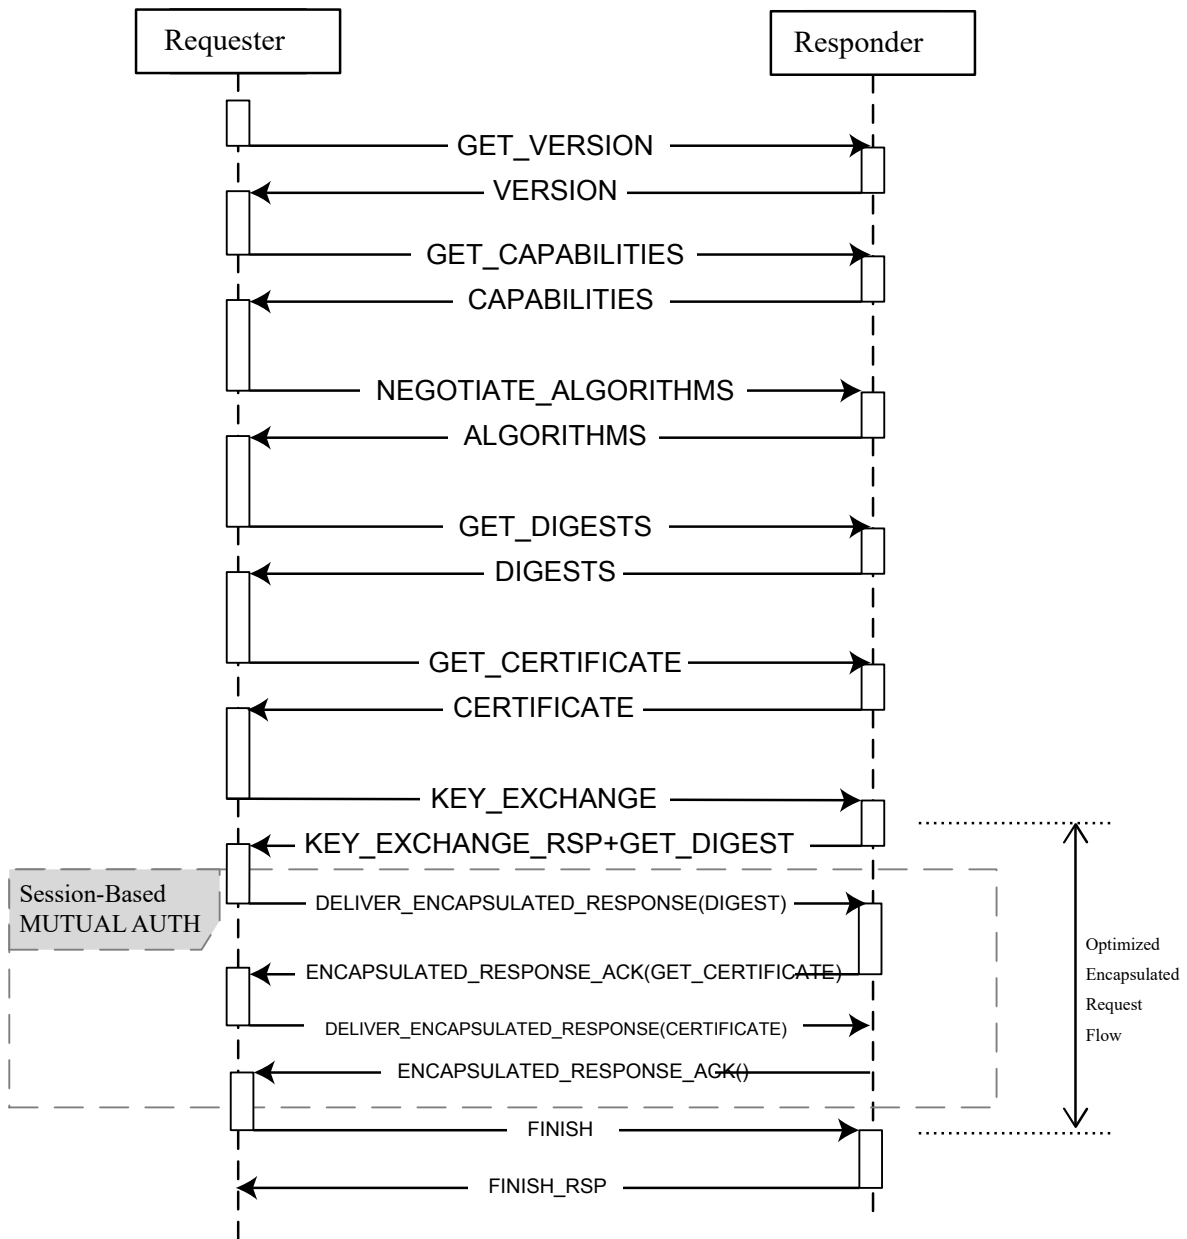 Requester
Responder
GET_VERSION
VERSION
GET_CAPABILITIES
CAPABILITIES
NEGOTIATE_ALGORITHMS
ALGORITHMS
GET_DIGESTS
DIGESTS
GET_CERTIFICATE
CERTIFICATE
KEY_EXCHANGE
KEY_EXCHANGE_RSP+GET_DIGEST
Session-Based
MUTUAL AUTH
DELIVER_ENCAPSULATED_RESPONSE(DIGEST)
ENCAPSULATED_RESPONSE_ACK(GET_CERTIFICATE)
DELIVER_ENCAPSULATED_RESPONSE(CERTIFICATE)
ENCAPSULATED_RESPONSE_ACK()
Optimized
Encapsulated
Request
Flow
FINISH
FINISH_RSP